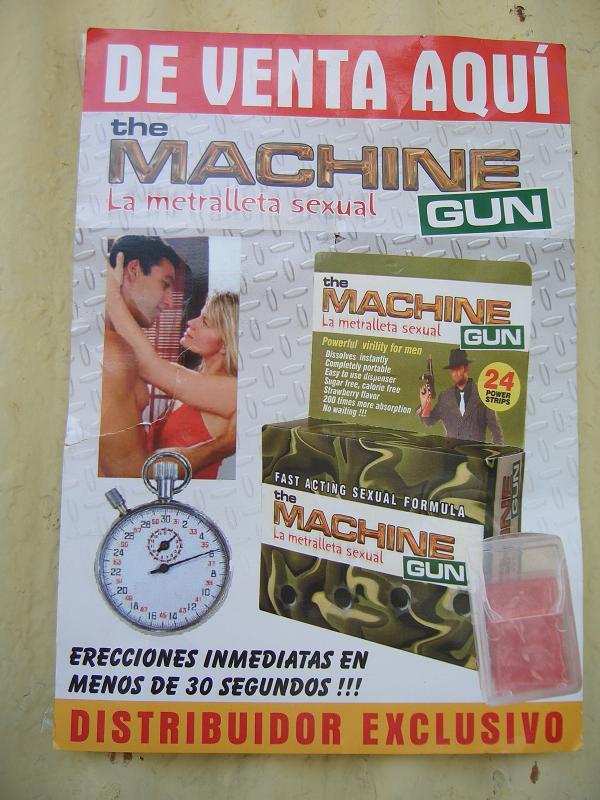 DE VENTA AQUÍ
the
MACHINE
La metralleta sexual
GUN
the
MACHINE
La metralleta sexual
GUN
Powerful virility for men
Dissolves instantly
Completely portable
Easy to use dispenser
Sugar free, calorie free
Strawberry flavor
200 times more absorption
No waiting !!!
24
POWER
STRIPS
FAST ACTING SEXUAL FORMULA
the
MACHINE
La metralleta sexual
GUN
MACHINE
GUN
ERECCIONES INMEDIATAS EN
MENOS DE 30 SEGUNDOS !!!
DISTRIBUIDOR EXCLUSIVO